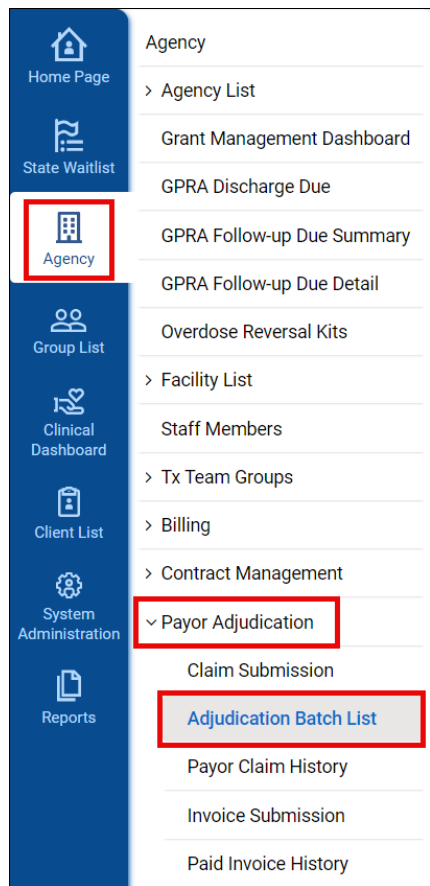 Home Page
State Waitlist
Agency
Group List
Clinical
Dashboard
Client List
System
Administration
Reports
Agency
Agency List
Grant Management Dashboard
GPRA Discharge Due
GPRA Follow-up Due Summary
GPRA Follow-up Due Detail
Overdose Reversal Kits
Facility List
Staff Members
Tx Team Groups
Billing
Contract Management
Payor Adjudication
Claim Submission
Adjudication Batch List
Payor Claim History
Invoice Submission
Paid Invoice History